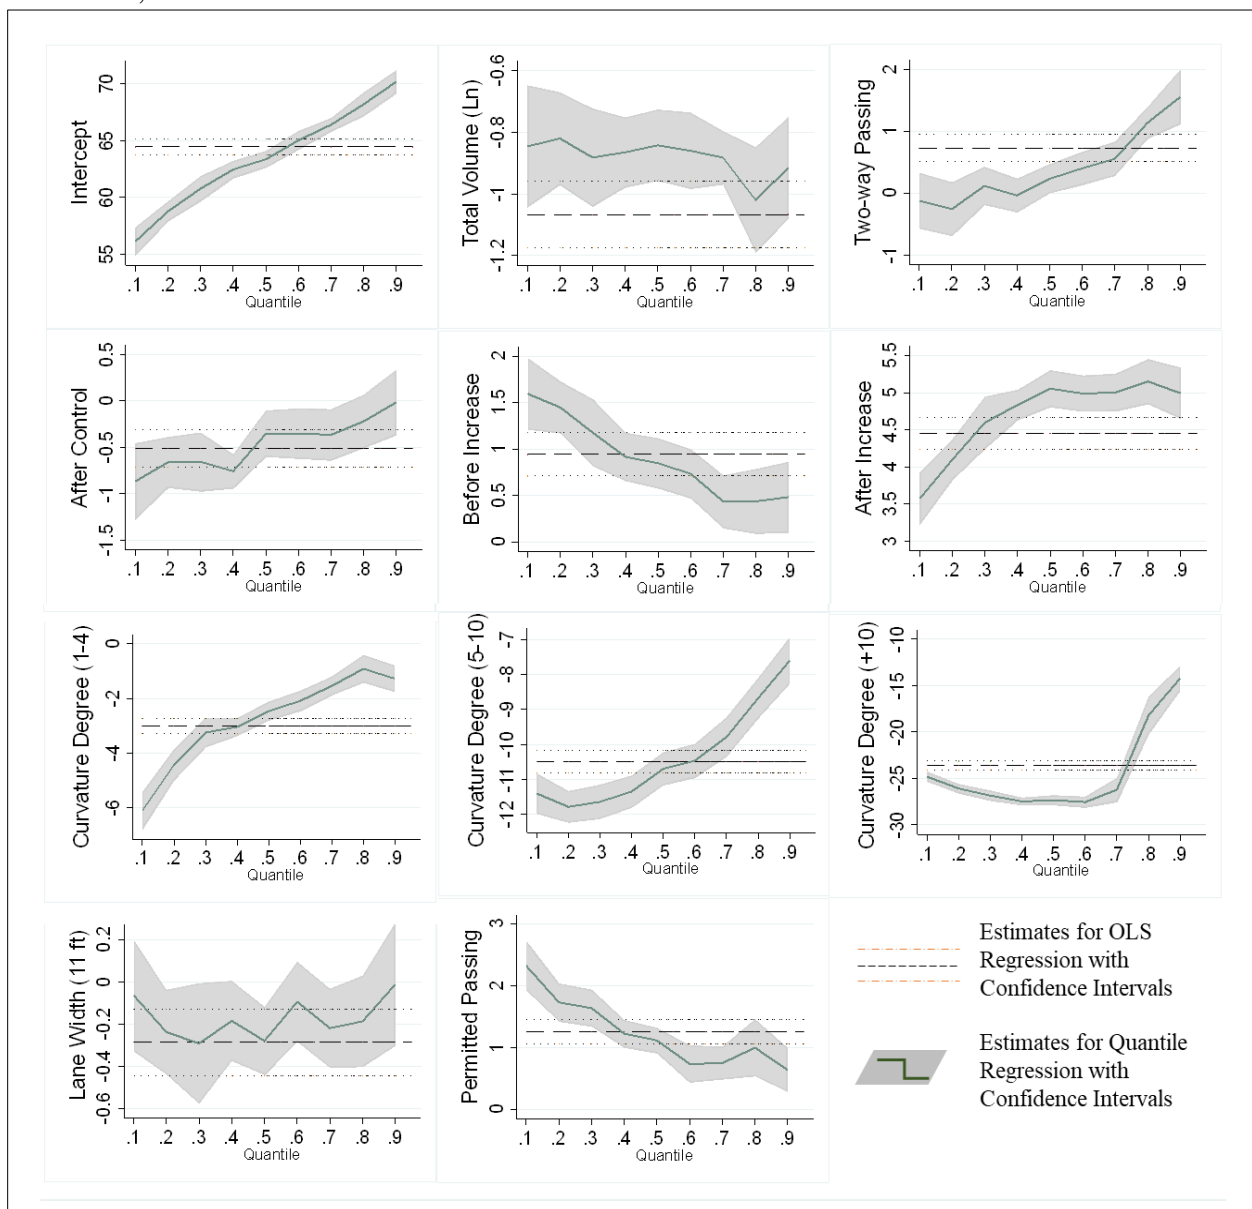 Intercept
70
65
60
55
.1 .2 .3 .4 .5 .6 .7 .8 .9
Quantile
Total Volume (Ln)
-0.6
-0.8
-1
-1.2
.1 .2 .3 .4 .5 .6 .7 .8 .9
Quantile
Two-way Passing
2
1
0
-1
.1 .2 .3 .4 .5 .6 .7 .8 .9
Quantile
After Control
0.5
0
-0.5
-1
-1.5
.1 .2 .3 .4 .5 .6 .7 .8 .9
Quantile
Before Increase
2
1.5
1
0.5
0
.1 .2 .3 .4 .5 .6 .7 .8 .9
Quantile
After Increase
5.5
5
4.5
4
3.5
3
.1 .2 .3 .4 .5 .6 .7 .8 .9
Quantile
Curvature Degree (1-4)
0
-2
-4
-6
.1 .2 .3 .4 .5 .6 .7 .8 .9
Quantile
Curvature Degree (5-10)
-7
-8
-9
-10
-11
-12
.1 .2 .3 .4 .5 .6 .7 .8 .9
Quantile
Curvature Degree (+10)
-10
-15
-20
-25
-30
.1 .2 .3 .4 .5 .6 .7 .8 .9
Quantile
Lane Width (11 ft)
0.2
0
-0.2
-0.4
-0.6
.1 .2 .3 .4 .5 .6 .7 .8 .9
Quantile
Permitted Passing
3
2
1
0
.1 .2 .3 .4 .5 .6 .7 .8 .9
Quantile
Estimates for OLS
Regression with
Confidence Intervals
Estimates for Quantile
Regression with
Confidence Intervals